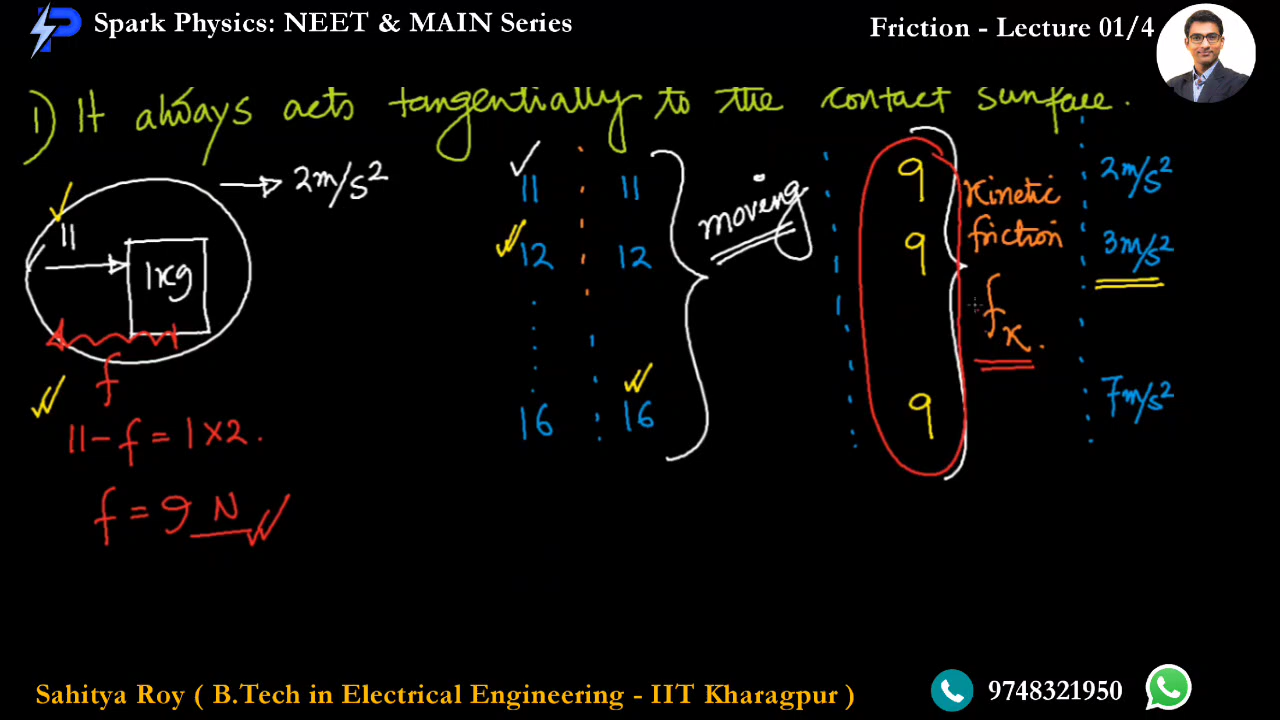 Spark Physics: NEET & MAIN Series
Friction - Lecture 01/4
1) It always acts tangentially to the contact surface.
2m/s²
11
1kg
f
11 - f = 1 x 2.
f = 9 N
11 11
12 12
16 16
moving
9
9
9
Kinetic
friction
fK.
2m/s²
3m/s²
7m/s²
Sahitya Roy ( B.Tech in Electrical Engineering - IIT Kharagpur )
9748321950